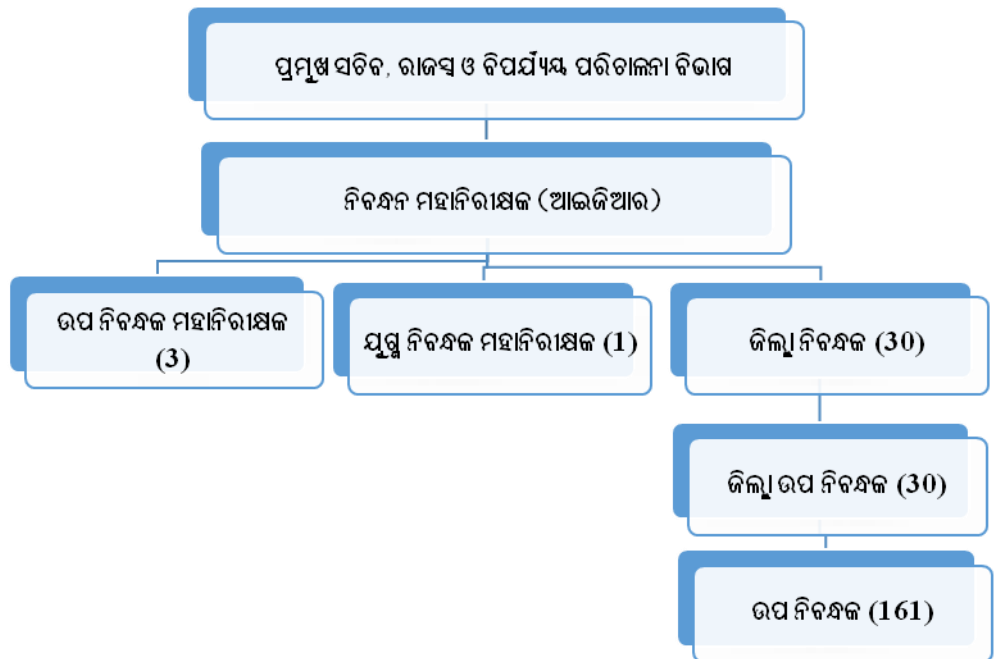 ପ୍ରମୁଖ ସଚିବ, ରାଜସ୍ୱ ଓ ବିପର୍ଯ୍ୟୟ ପରିଚାଳନା ବିଭାଗ
ନିବନ୍ଧନ ମହାନିରୀକ୍ଷକ (ଆଇଜିଆର)
ଉପ ନିବନ୍ଧକ ମହାନିରୀକ୍ଷକ
(3)
ଯୁଗ୍ମ ନିବନ୍ଧକ ମହାନିରୀକ୍ଷକ (1)
ଜିଲ୍ଲା ନିବନ୍ଧକ (30)
ଜିଲ୍ଲା ଉପ ନିବନ୍ଧକ (30)
ଉପ ନିବନ୍ଧକ (161)